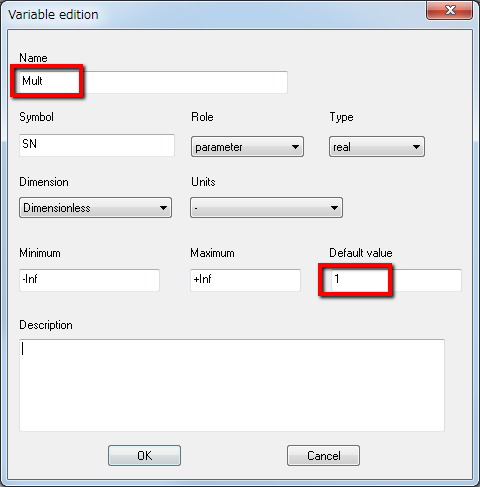 Variable edition
Name
Mult
Symbol Role Type
SN parameter real
Dimension Units
Dimensionless -
Minimum Maximum Default value
-Inf +Inf 1
Description
OK Cancel